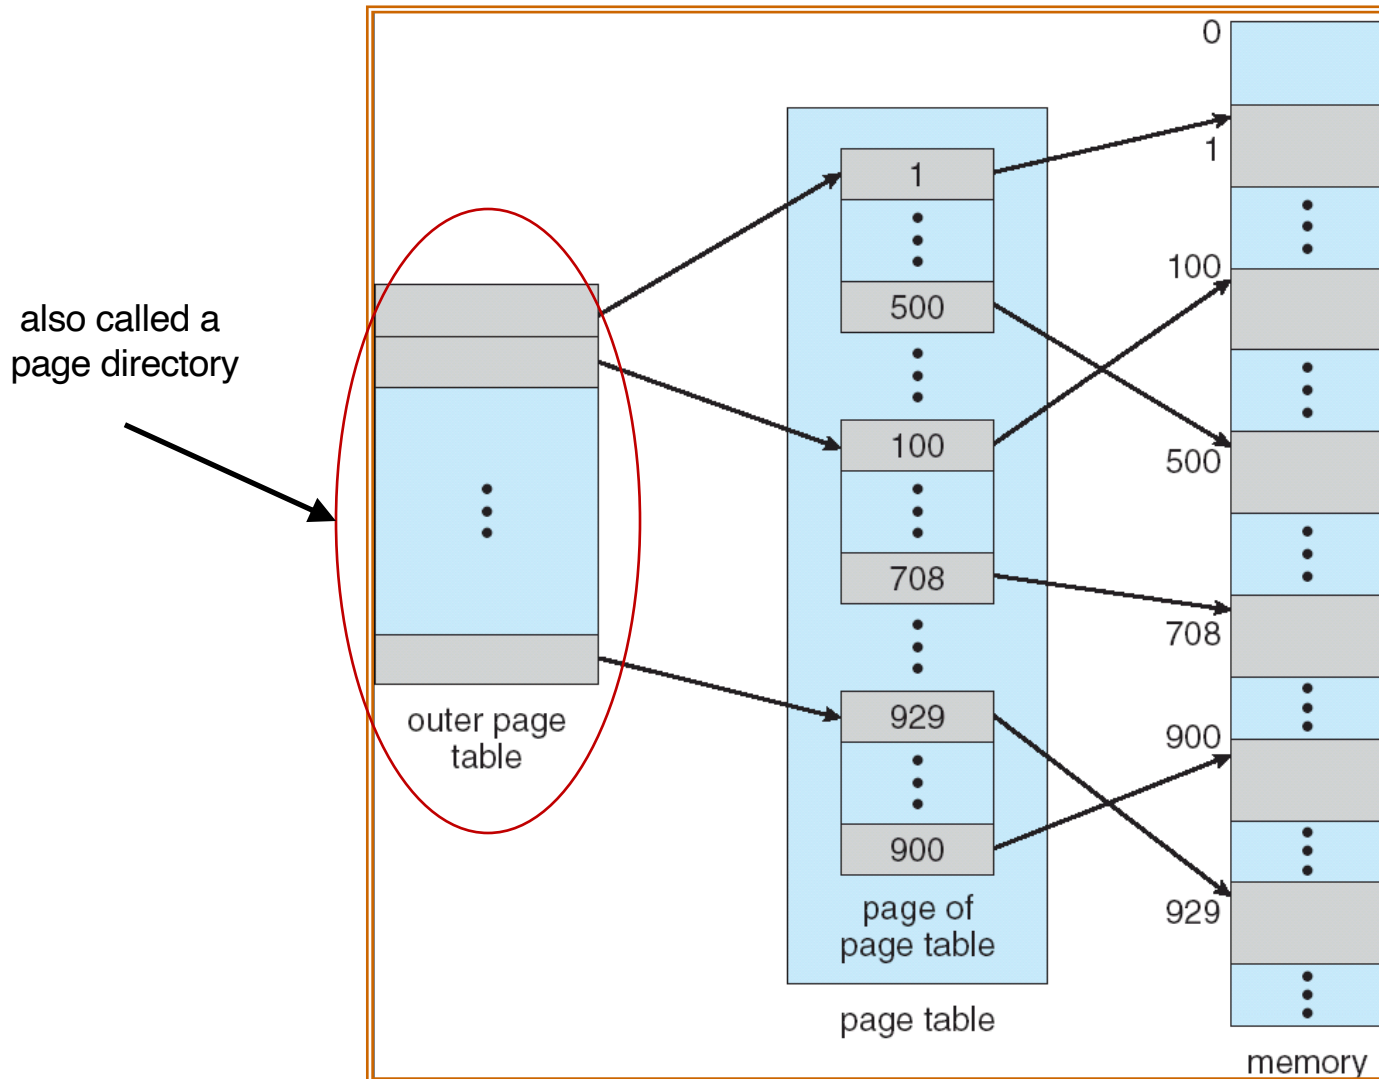 also called a
page directory
outer page
table
1
500
100
708
929
900
page of
page table
page table
0
1
100
500
708
900
929
memory